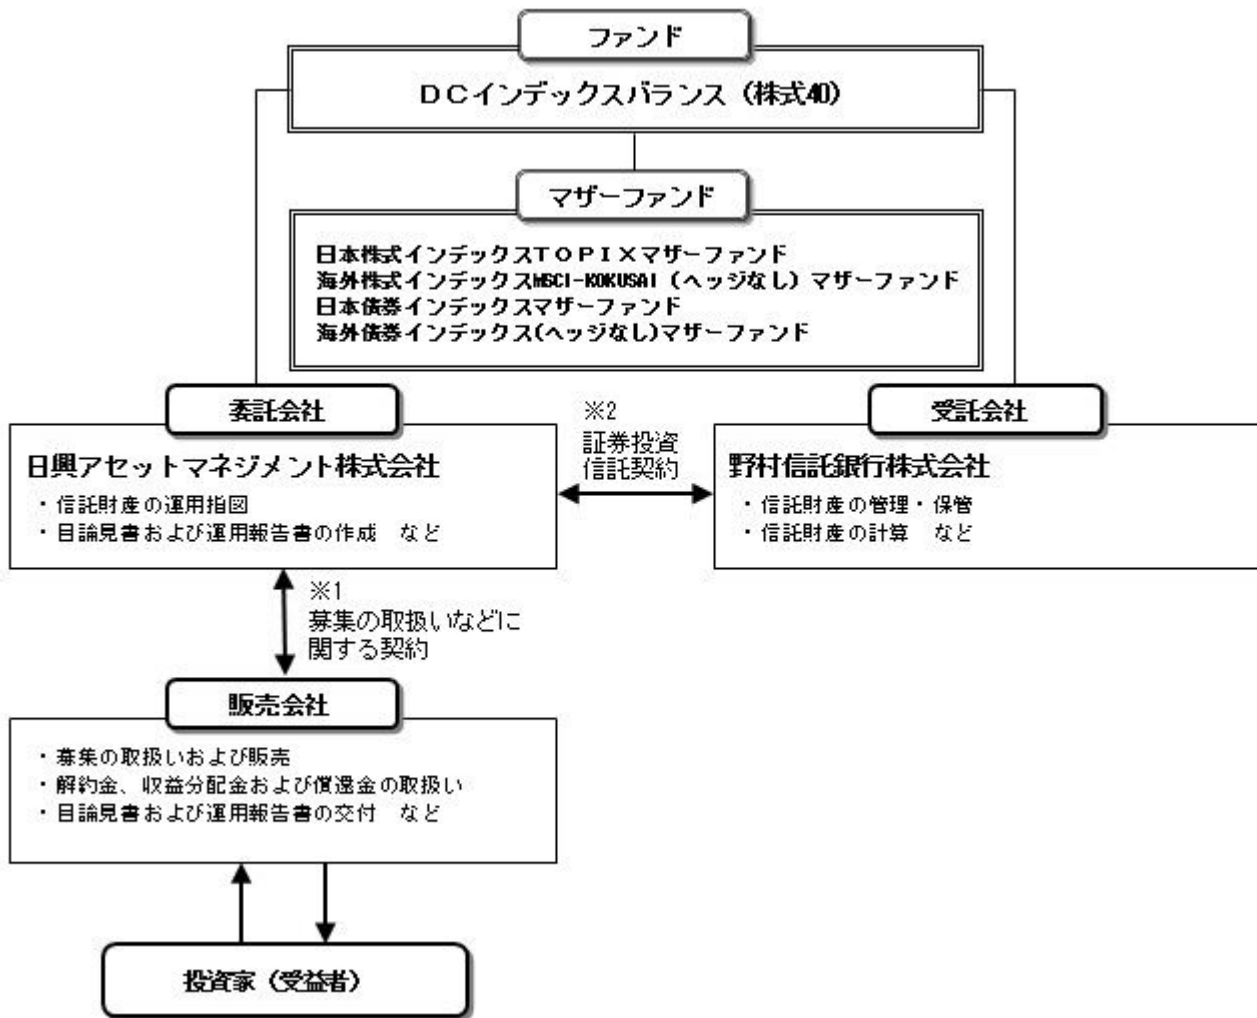 ファンド
DCインデックスバランス（株式40）
マザーファンド
日本株式インデックスTOPIXマザーファンド
海外株式インデックスMSCI-KOKUSAI（ヘッジなし）マザーファンド
日本債券インデックスマザーファンド
海外債券インデックス(ヘッジなし)マザーファンド
委託会社
日興アセットマネジメント株式会社
・信託財産の運用指図
・目論見書および運用報告書の作成　など
※2
証券投資
信託契約
受託会社
野村信託銀行株式会社
・信託財産の管理・保管
・信託財産の計算　など
※1
募集の取扱いなどに
関する契約
販売会社
・募集の取扱いおよび販売
・解約金、収益分配金および償還金の取扱い
・目論見書および運用報告書の交付　など
投資家（受益者）